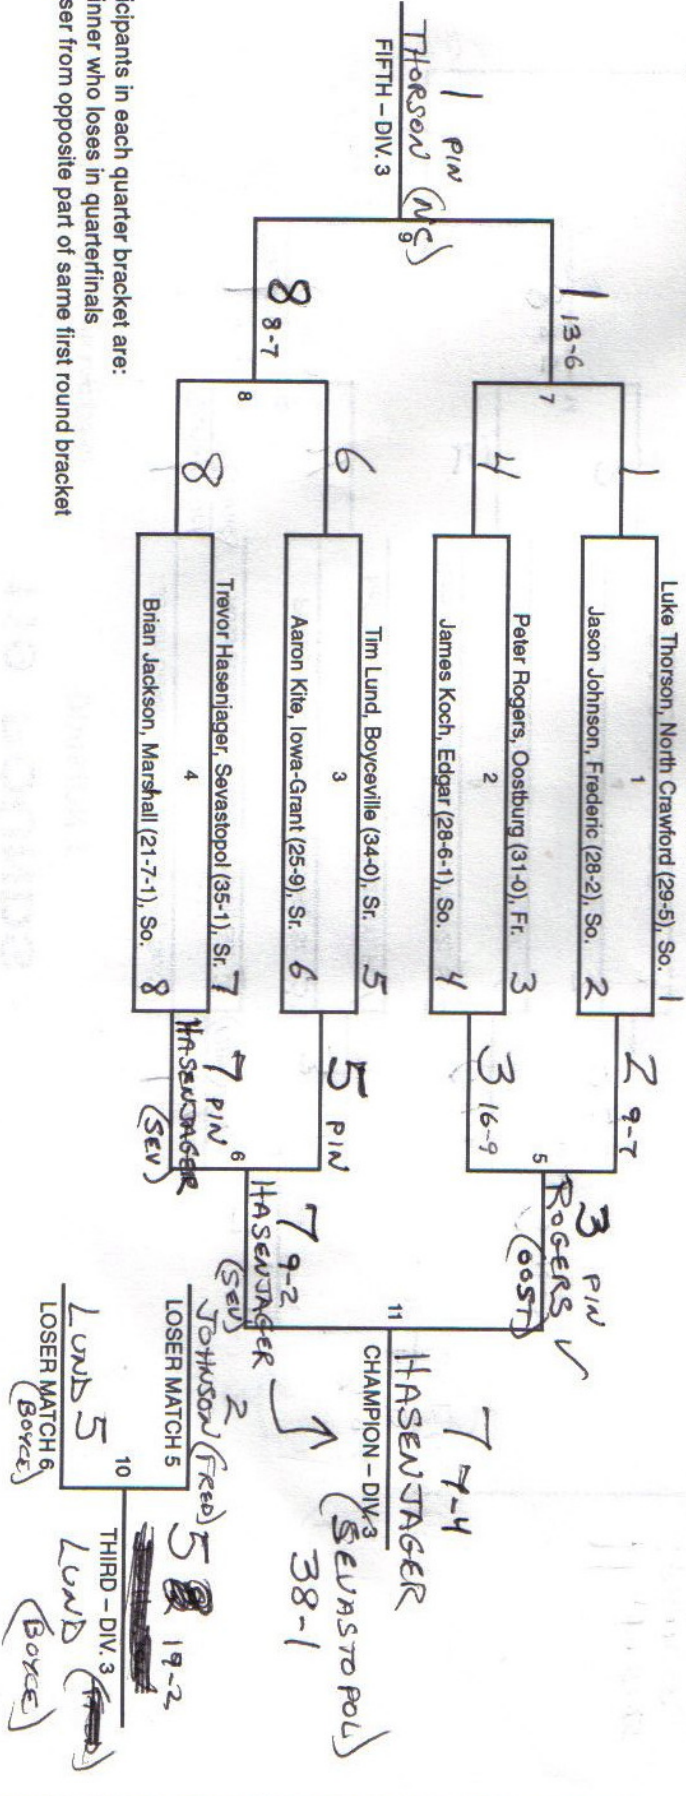 1 PIN
THORSON (NC)
FIFTH – DIV. 3
9
1 13-6
7
8 8-7
8
1
4
6
8
Luke Thorson, North Crawford (29-5), So. 1
1
Jason Johnson, Frederic (28-2), So. 2
Peter Rogers, Oostburg (31-0), Fr. 3
2
James Koch, Edgar (28-6-1), So. 4
Tim Lund, Boyceville (34-0), Sr. 5
3
Aaron Kite, Iowa-Grant (25-9), Sr. 6
Trevor Hasenjager, Sevastopol (35-1), Sr. 7
4
Brian Jackson, Marshall (21-7-1), So. 8
2 9-7
3 16-9
5
5 PIN
7 PIN
HASENJAGER
(SEV)
6
3 PIN
ROGERS
(OOST)
7 9-2
HASENJAGER
(SEV)
11
7 7-4
HASENJAGER
CHAMPION – DIV. 3
(SEVASTOPOL)
38-1
2
JOHNSON (FRED)
LOSER MATCH 5
10
LUND 5
LOSER MATCH 6
(BOYCE)
5 19-2
THIRD – DIV. 3
LUND
(BOYCE)
icipants in each quarter bracket are:
inner who loses in quarterfinals
ser from opposite part of same first round bracket